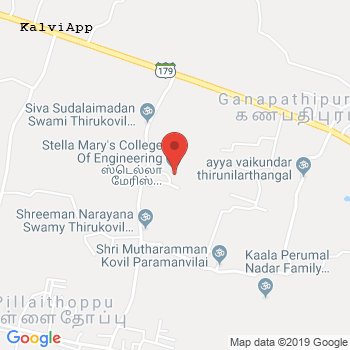 KalviApp
179
Siva Sudalaimadan
Swami Thirukovil...
Ganapathipur
கணபதிபுர
Stella Mary's College
Of Engineering
ஸ்டெல்லா
மேரிஸ்...
ayya vaikundar
thirunilarthangal
Shreeman Narayana
Swamy Thirukovil...
Shri Mutharamman
Kovil Paramanvilai
Kaala Perumal
Nadar Family...
Pillaithoppu
ள்ளைதோப்பு
Google
Map data ©2019 Google